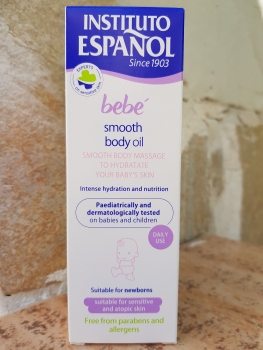 INSTITUTO
ESPAÑOL
Since 1903
EXPERTS
bebé
smooth
body oil
SMOOTH BODY MASSAGE
TO HYDRATATE
YOUR BABY'S SKIN
Intense hydration and nutrition
Paediatrically and
dermatologically tested
on babies and children
DAILY
USE
Suitable for newborns
suitable for sensitive
and atopic skin
Free from parabens and
allergens